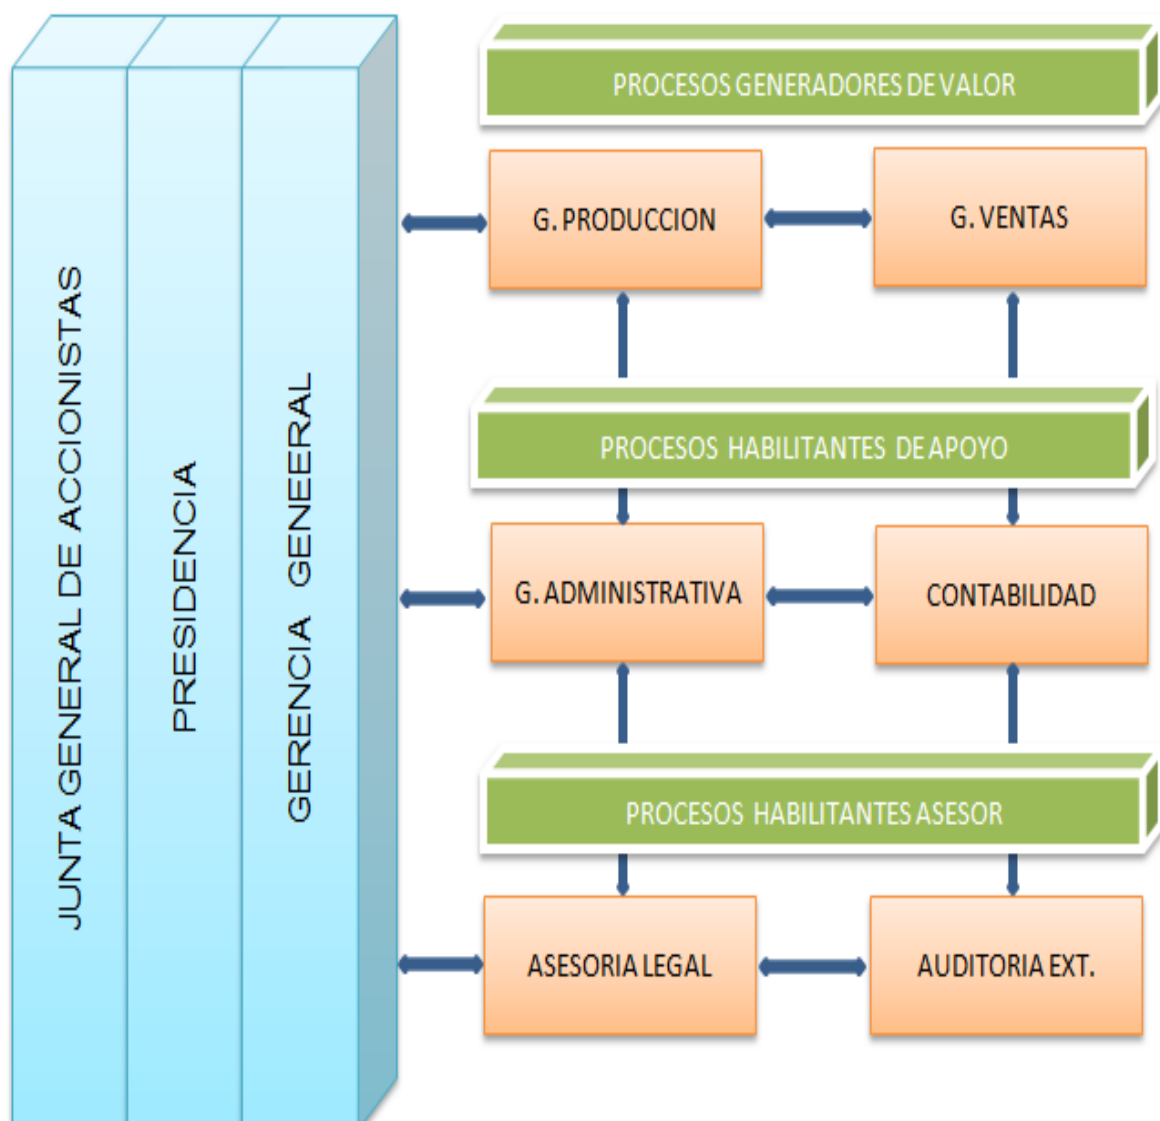 JUNTA GENERAL DE ACCIONISTAS
PRESIDENCIA
GERENCIA GENEERAL
PROCESOS GENERADORES DE VALOR
G. PRODUCCION
G. VENTAS
PROCESOS HABILITANTES DE APOYO
G. ADMINISTRATIVA
CONTABILIDAD
PROCESOS HABILITANTES ASESOR
ASESORIA LEGAL
AUDITORIA EXT.